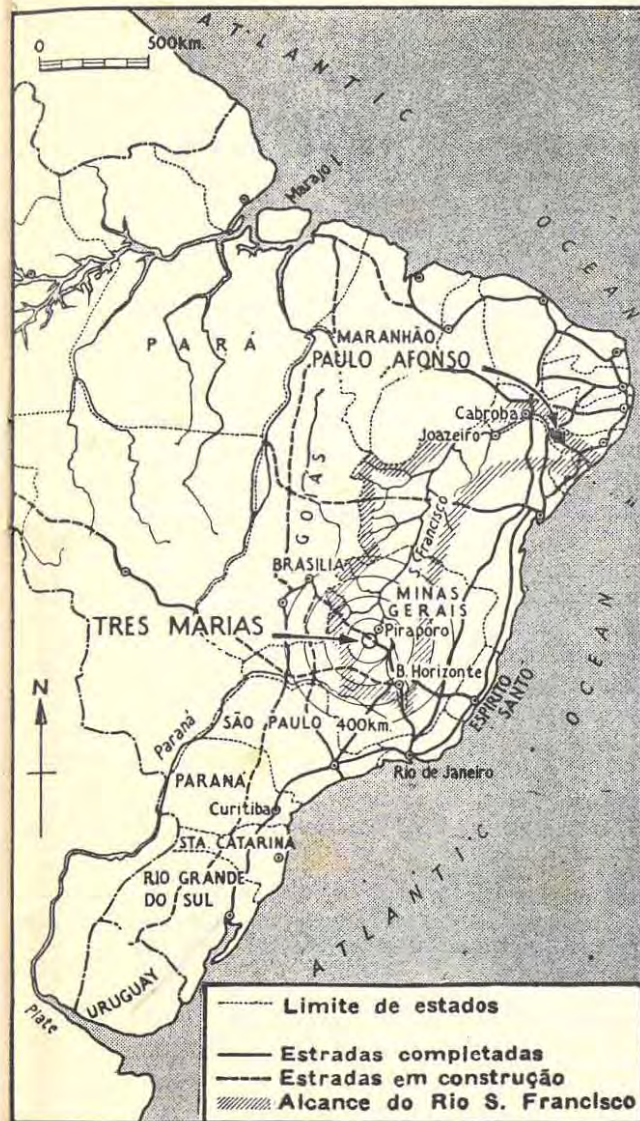 0 500km.
ATLANTIC
OCEAN
Marajo I.
PARÁ
MARANHÃO
PAULO AFONSO
Cabroba
Joazeiro
GOIÁS
S. Francisco
BRASILIA
MINAS
GERAIS
TRES MARIAS
Piraporo
B. Horizonte
ESPIRITO
SANTO
OCEAN
N
Paraná
SÃO PAULO
400km.
Rio de Janeiro
PARANA
Curitiba
STA. CATARINA
RIO GRANDE
DO SUL
ATLANTIC
URUGUAY
Plate
Limite de estados
Estradas completadas
Estradas em construção
Alcance do Rio S. Francisco